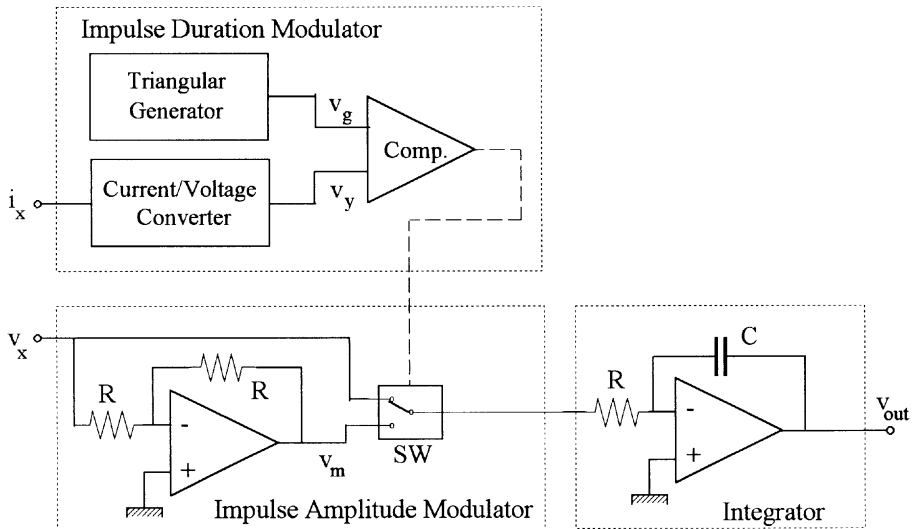 Impulse Duration Modulator
Triangular
Generator
v_g
Comp.
i_x
Current/Voltage
Converter
v_y
v_x
R
R
-
+
v_m
SW
Impulse Amplitude Modulator
R
C
-
+
v_out
Integrator